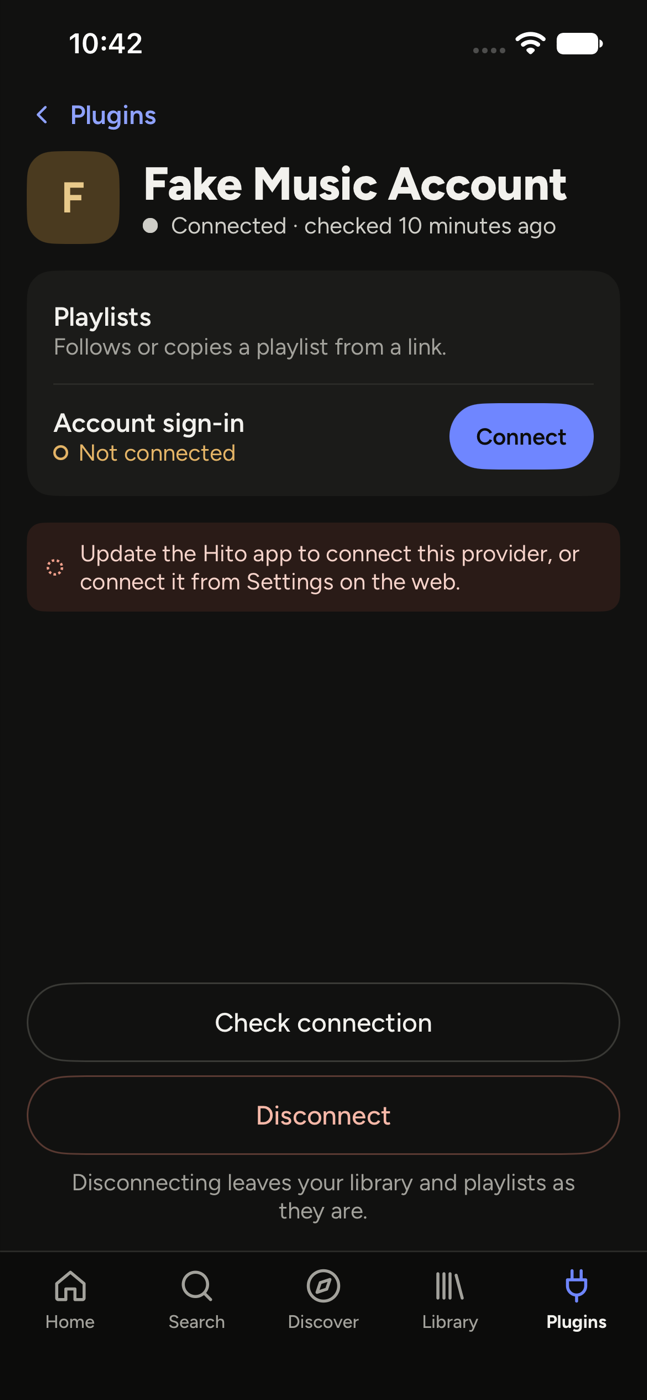 10:42
Plugins
F
Fake Music Account
Connected · checked 10 minutes ago
Playlists
Follows or copies a playlist from a link.
Account sign-in
Not connected
Connect
Update the Hito app to connect this provider, or
connect it from Settings on the web.
Check connection
Disconnect
Disconnecting leaves your library and playlists as
they are.
Home
Search
Discover
Library
Plugins